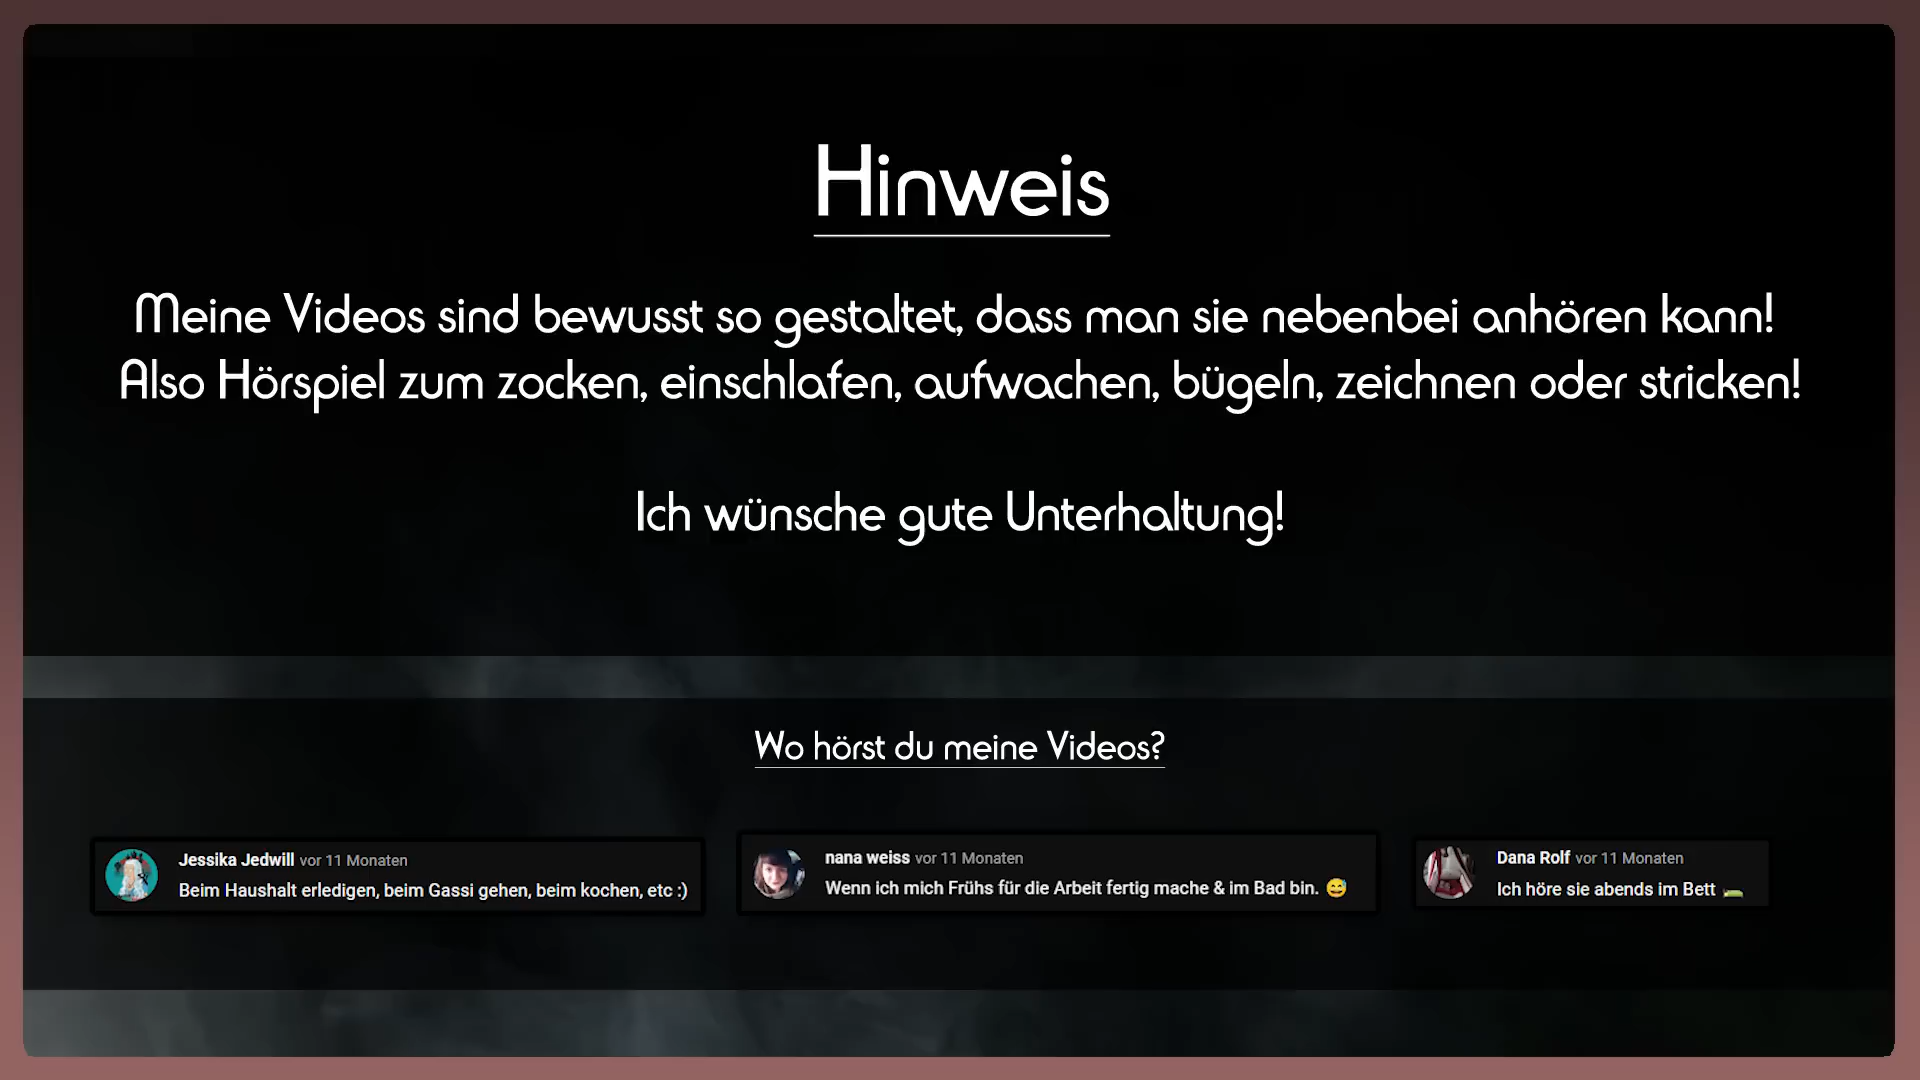 Hinweis
Meine Videos sind bewusst so gestaltet, dass man sie nebenbei anhören kann!
Also Hörspiel zum zocken, einschlafen, aufwachen, bügeln, zeichnen oder stricken!
Ich wünsche gute Unterhaltung!
Wo hörst du meine Videos?
Jessika Jedwill vor 11 Monaten
Beim Haushalt erledigen, beim Gassi gehen, beim kochen, etc :)
nana weiss vor 11 Monaten
Wenn ich mich Frühs für die Arbeit fertig mache & im Bad bin. 😅
Dana Rolf vor 11 Monaten
Ich höre sie abends im Bett 🛏️